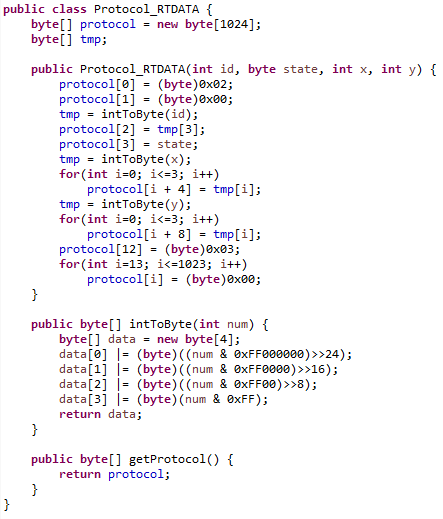 public class Protocol_RTDATA {
    byte[] protocol = new byte[1024];
    byte[] tmp;

    public Protocol_RTDATA(int id, byte state, int x, int y) {
        protocol[0] = (byte)0x02;
        protocol[1] = (byte)0x00;
        tmp = intToByte(id);
        protocol[2] = tmp[3];
        protocol[3] = state;
        tmp = intToByte(x);
        for(int i=0; i<=3; i++)
            protocol[i + 4] = tmp[i];
        tmp = intToByte(y);
        for(int i=0; i<=3; i++)
            protocol[i + 8] = tmp[i];
        protocol[12] = (byte)0x03;
        for(int i=13; i<=1023; i++)
            protocol[i] = (byte)0x00;
    }

    public byte[] intToByte(int num) {
        byte[] data = new byte[4];
        data[0] |= (byte)((num & 0xFF000000)>>24);
        data[1] |= (byte)((num & 0xFF0000)>>16);
        data[2] |= (byte)((num & 0xFF00)>>8);
        data[3] |= (byte)(num & 0xFF);
        return data;
    }

    public byte[] getProtocol() {
        return protocol;
    }
}